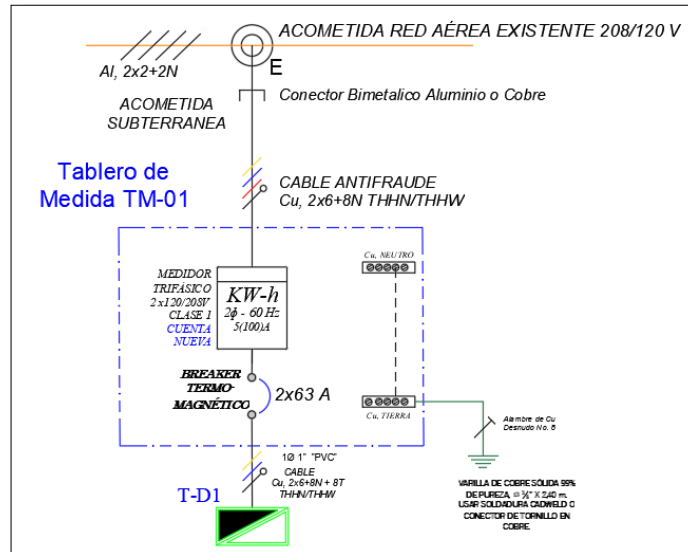 ACOMETIDA RED AÉREA EXISTENTE 208/120 V
Al, 2x2+2N
E
ACOMETIDA
SUBTERRANEA
Conector Bimetalico Aluminio o Cobre
Tablero de
Medida TM-01
CABLE ANTIFRAUDE
Cu, 2x6+8N THHN/THHW
MEDIDOR
TRIFÁSICO
2x120/208V
CLASE 1
CUENTA
NUEVA
KW-h
2ϕ - 60 Hz
5(100)A
Cu, NEUTRO
BREAKER
TERMO-
MAGNÉTICO
2x63 A
Cu, TIERRA
Alambre de Cu
Desnudo No. 8
1Ø 1" "PVC"
CABLE
Cu, 2x6+8N + 8T
THHN/THHW
T-D1
VARILLA DE COBRE SÓLIDA 99%
DE PUREZA, X 2,40 m.
USAR SOLDADURA CADWELD O
CONECTOR DE TORNILLO EN
COBRE.